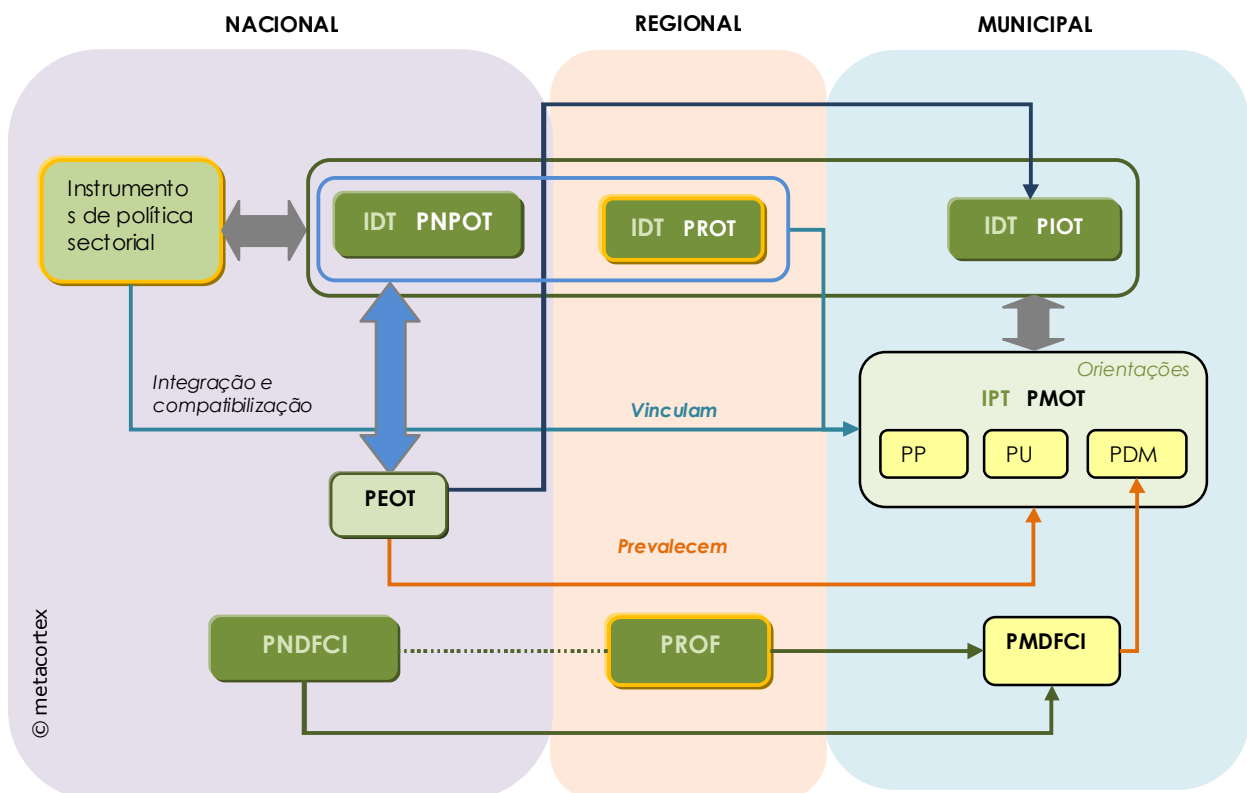 NACIONAL
REGIONAL
MUNICIPAL
Instrumento
s de política
sectorial
IDT PNPOT
IDT PROT
IDT PIOT
Integração e
compatibilização
Vinculam
Orientações
IPT PMOT
PP
PU
PDM
PEOT
Prevalecem
PNDFCI
PROF
PMDFCI
© metacortex